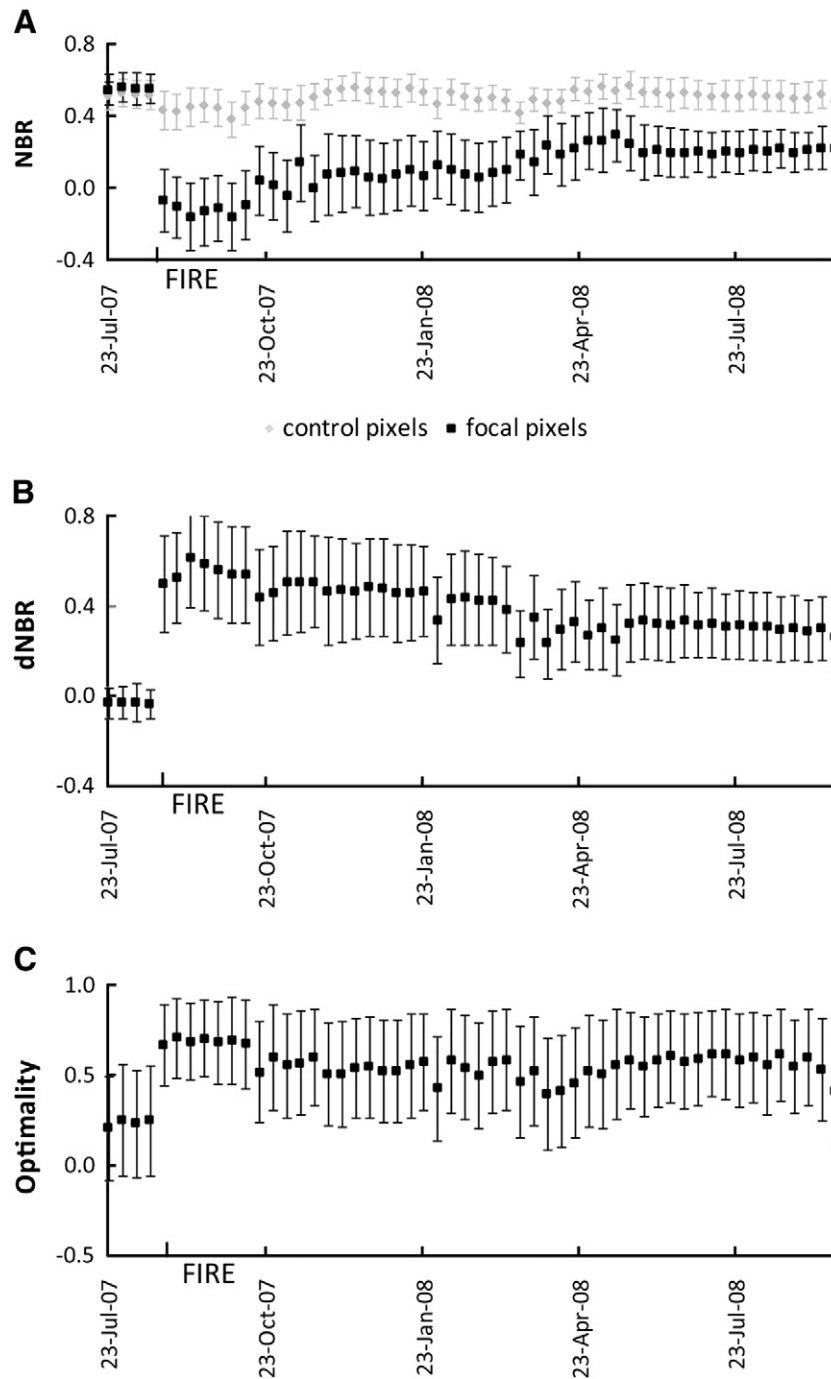 A
NBR
0.8
0.4
0.0
-0.4
FIRE
23-Jul-07
23-Oct-07
23-Jan-08
23-Apr-08
23-Jul-08
control pixels focal pixels
B
dNBR
0.8
0.4
0.0
-0.4
FIRE
23-Jul-07
23-Oct-07
23-Jan-08
23-Apr-08
23-Jul-08
C
Optimality
1.0
0.5
0.0
-0.5
FIRE
23-Jul-07
23-Oct-07
23-Jan-08
23-Apr-08
23-Jul-08